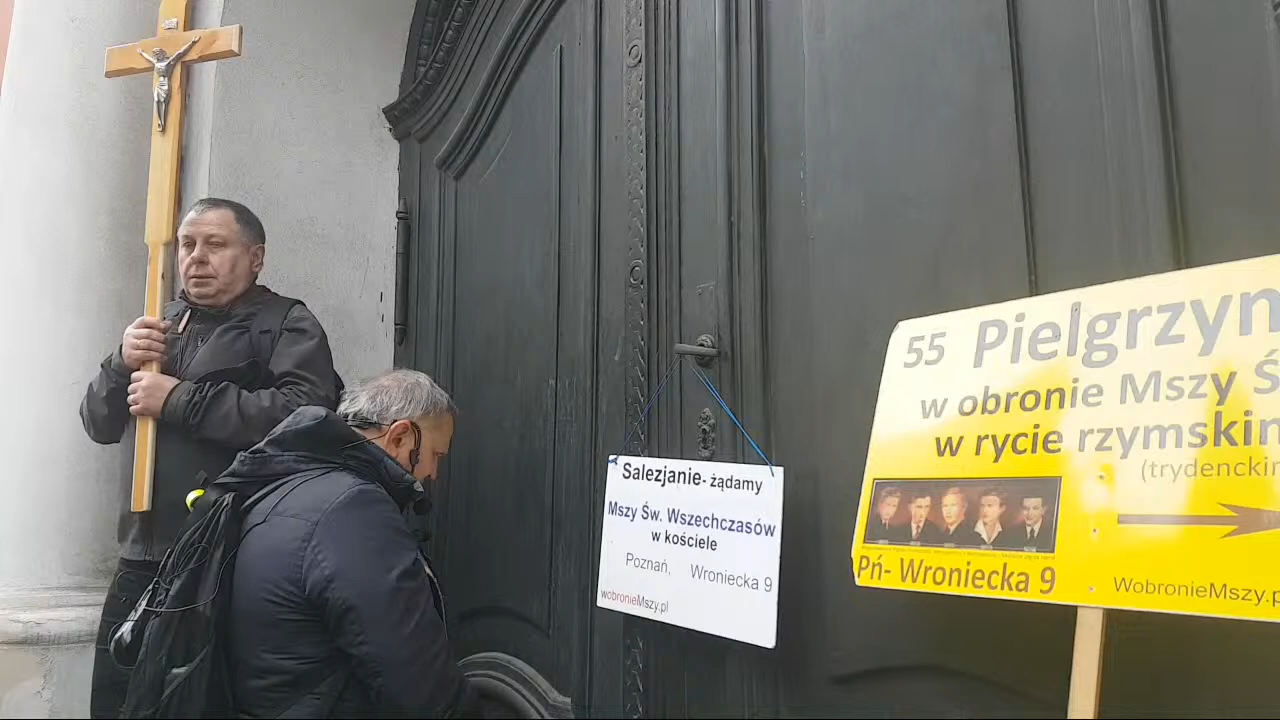 Salezjanie- żądamy
Mszy Św. Wszechczasów
w kościele
Poznań, Wroniecka 9
wobronieMszy.pl
55 Pielgrzym
w obronie Mszy Ś
w rycie rzymskim
(trydenckim
Pń- Wroniecka 9
WobronieMszy.p